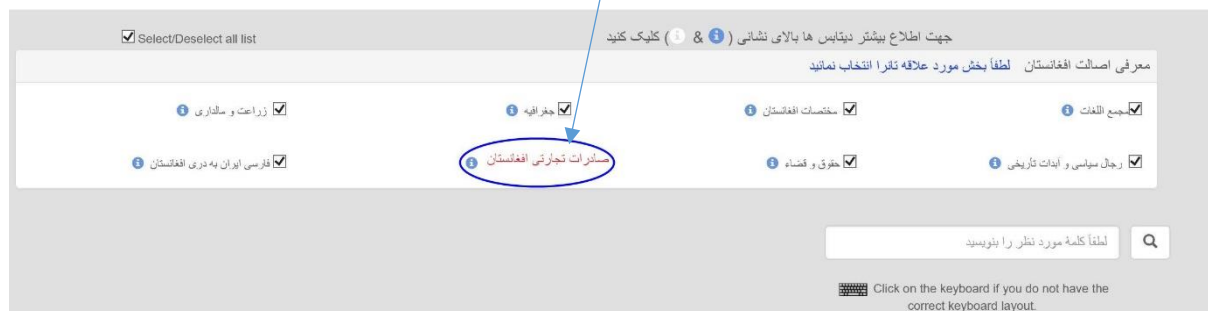 جهت اطلاع بیشتر دیتابس ها بالای نشانی ( i & i ) کلیک کنید
Select/Deselect all list
معرفی اصالت افغانستان لطفاً بخش مورد علاقه تانرا انتخاب نمائید
مجمع اللغات
مختصات افغانستان
جغرافیه
زراعت و مالداری
رجال سیاسی و آبدات تأریخی
حقوق و قضاء
صادرات تجارتی افغانستان
فارسی ایران به دری افغانستان
لطفاً کلمهٔ مورد نظر را بنویسید
Click on the keyboard if you do not have the
correct keyboard layout.